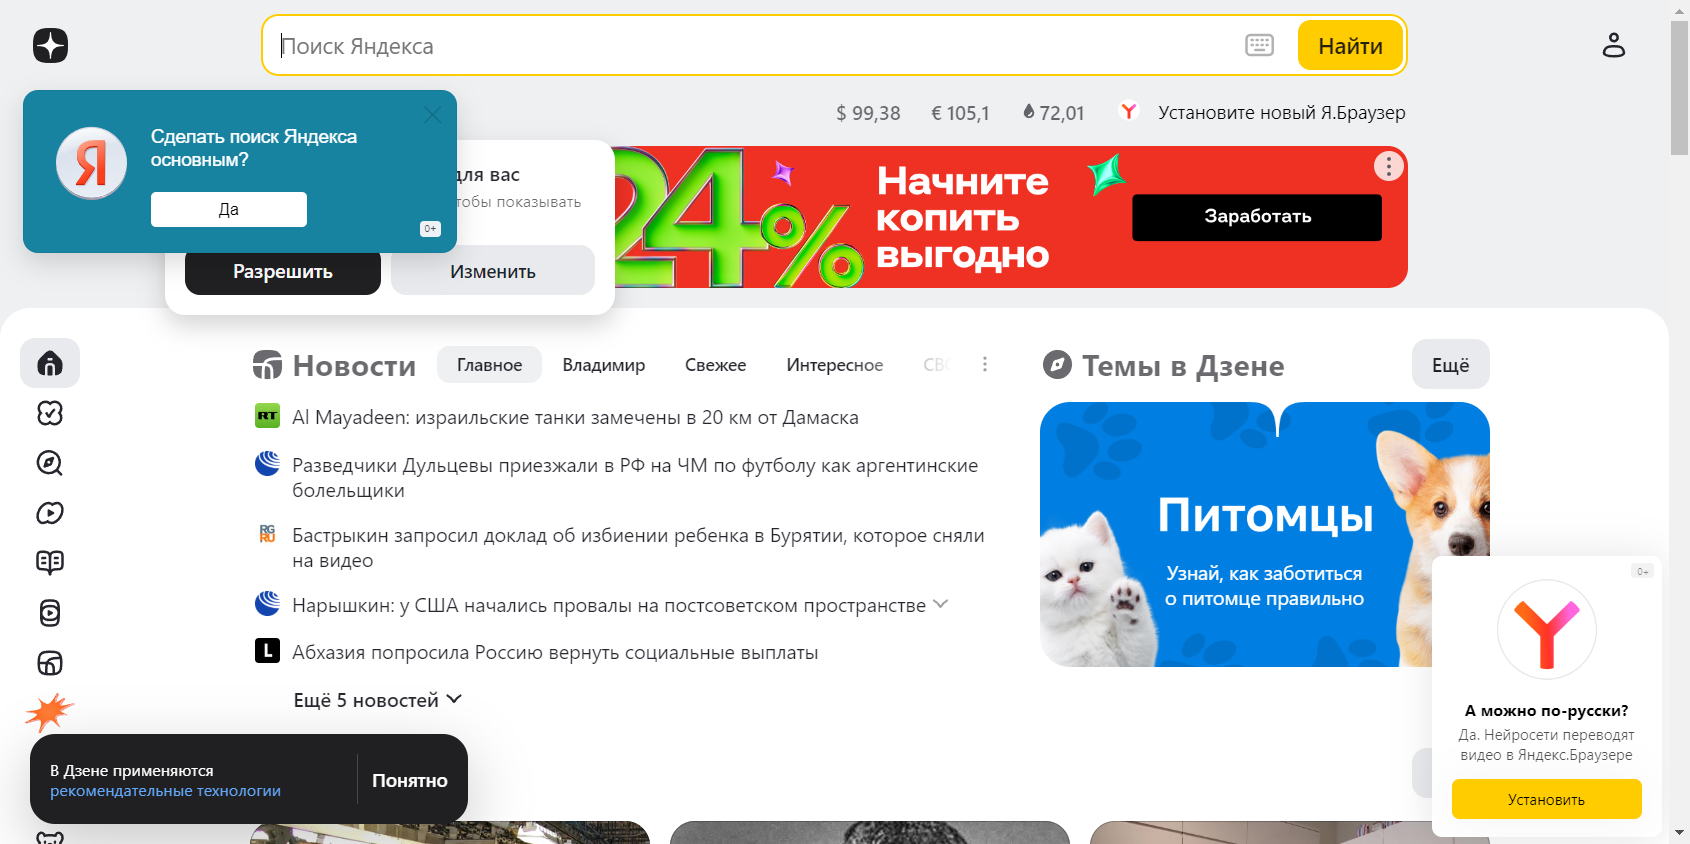 Поиск Яндекса
Найти
Сделать поиск Яндекса
основным?
Да
0+
$ 99,38
€ 105,1
72,01
Установите новый Я.Браузер
для вас
чтобы показывать
Разрешить
Изменить
24%
Начните
копить
выгодно
Заработать
Новости
Главное
Владимир
Свежее
Интересное
RT
Al Mayadeen: израильские танки замечены в 20 км от Дамаска
Разведчики Дульцевы приезжали в РФ на ЧМ по футболу как аргентинские
болельщики
RG
RU
Бастрыкин запросил доклад об избиении ребенка в Бурятии, которое сняли
на видео
Нарышкин: у США начались провалы на постсоветском пространстве
L
Абхазия попросила Россию вернуть социальные выплаты
Ещё 5 новостей
Темы в Дзене
Ещё
Питомцы
Узнай, как заботиться
о питомце правильно
0+
А можно по-русски?
Да. Нейросети переводят
видео в Яндекс.Браузере
Установить
В Дзене применяются
рекомендательные технологии
Понятно